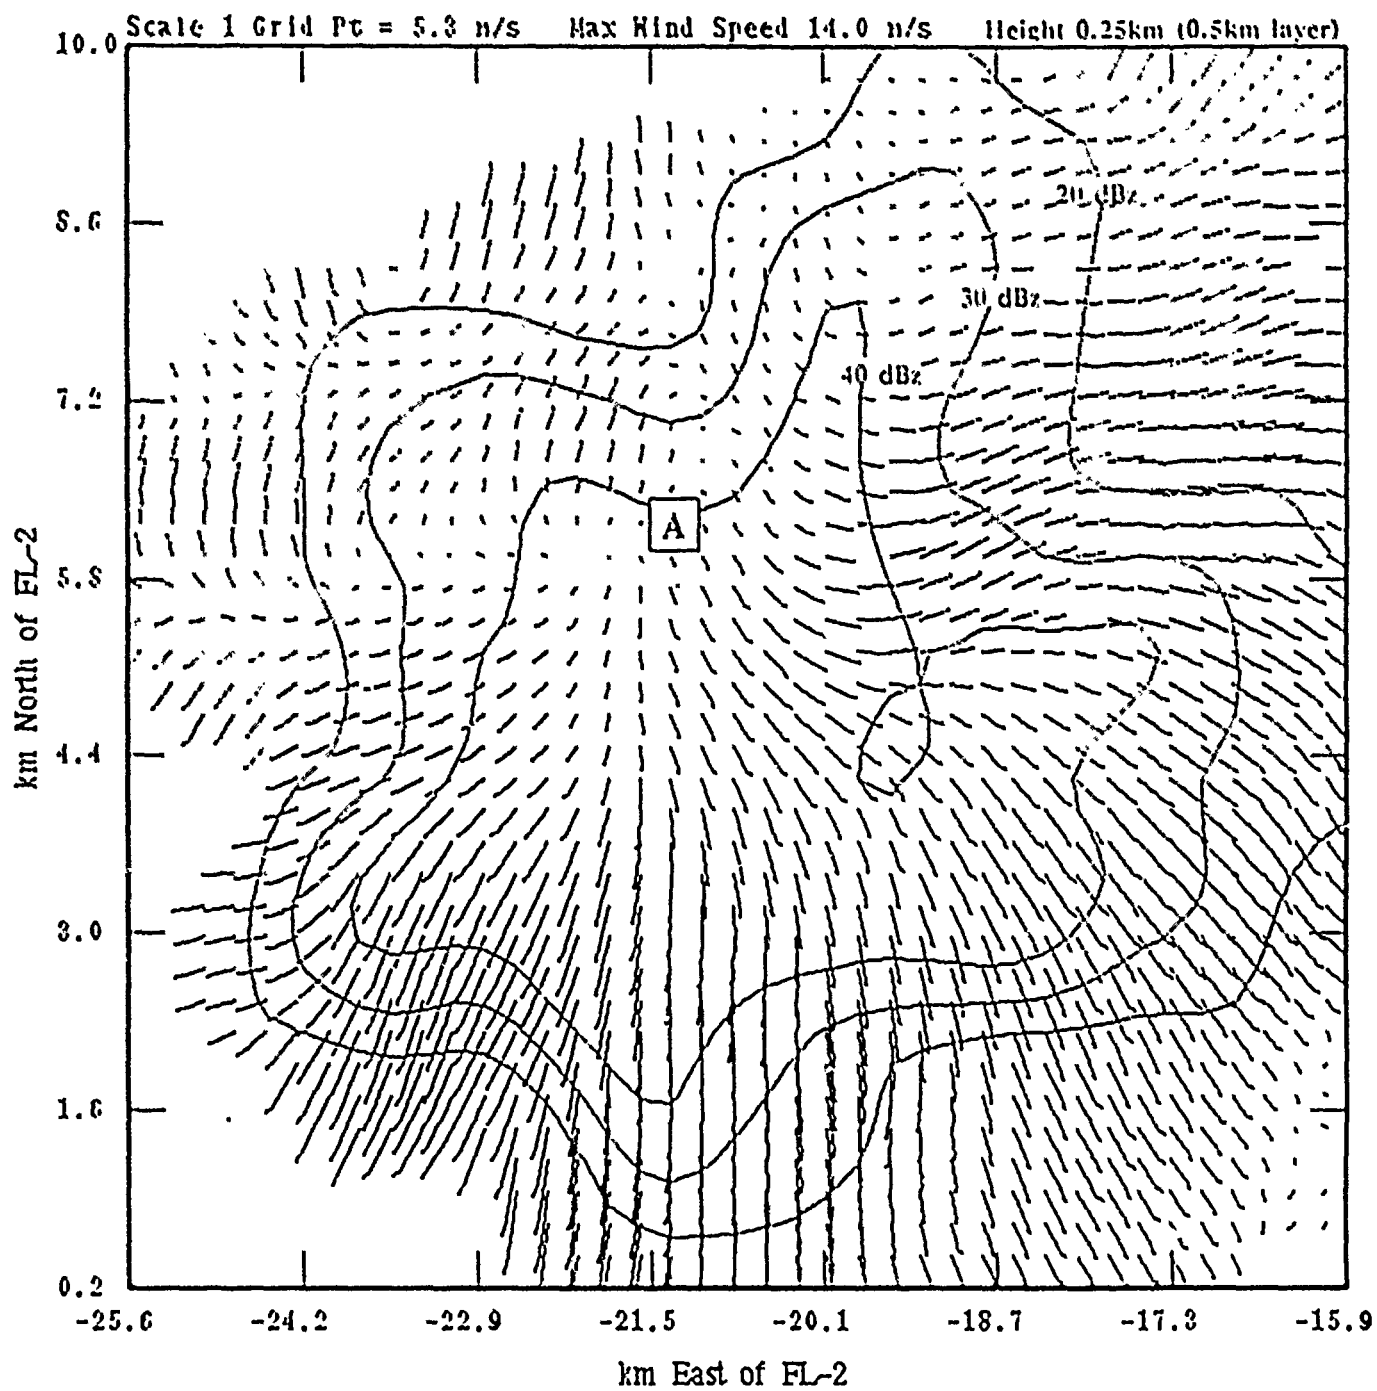 Scale 1 Grid Pt = 5.3 m/s Max Wind Speed 14.0 m/s Height 0.25km (0.5km layer)
10.0
8.6
7.2
5.8
4.4
3.0
1.6
0.2
km North of FL-2
20 dBz
30 dBz
40 dBz
A
-25.6 -24.2 -22.9 -21.5 -20.1 -18.7 -17.3 -15.9
km East of FL-2